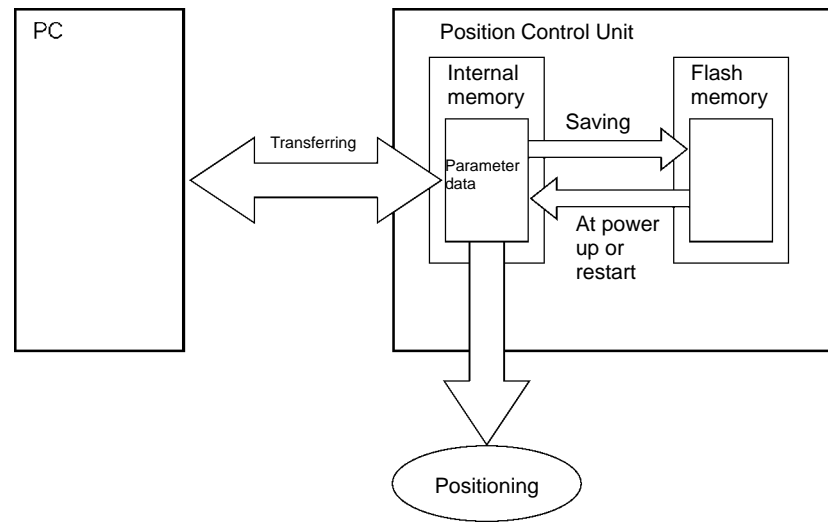 PC
Position Control Unit
Internal
memory
Flash
memory
Saving
Transferring
Parameter
data
At power
up or
restart
Positioning